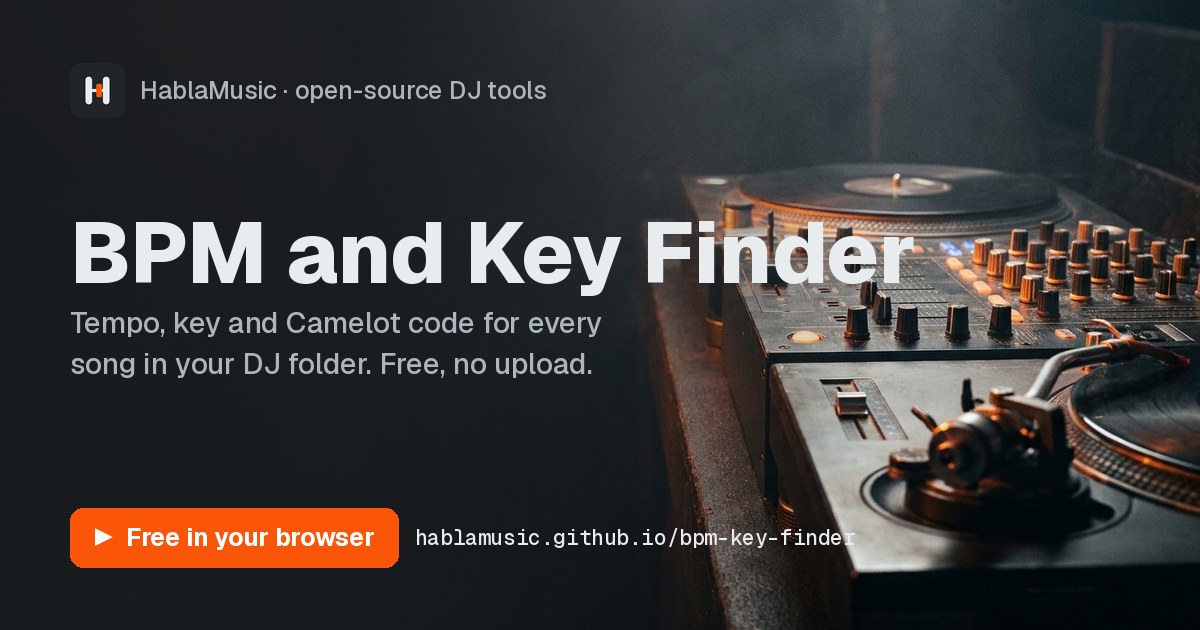 HablaMusic · open-source DJ tools
BPM and Key Finder
Tempo, key and Camelot code for every
song in your DJ folder. Free, no upload.
▶ Free in your browser
hablamusic.github.io/bpm-key-finder